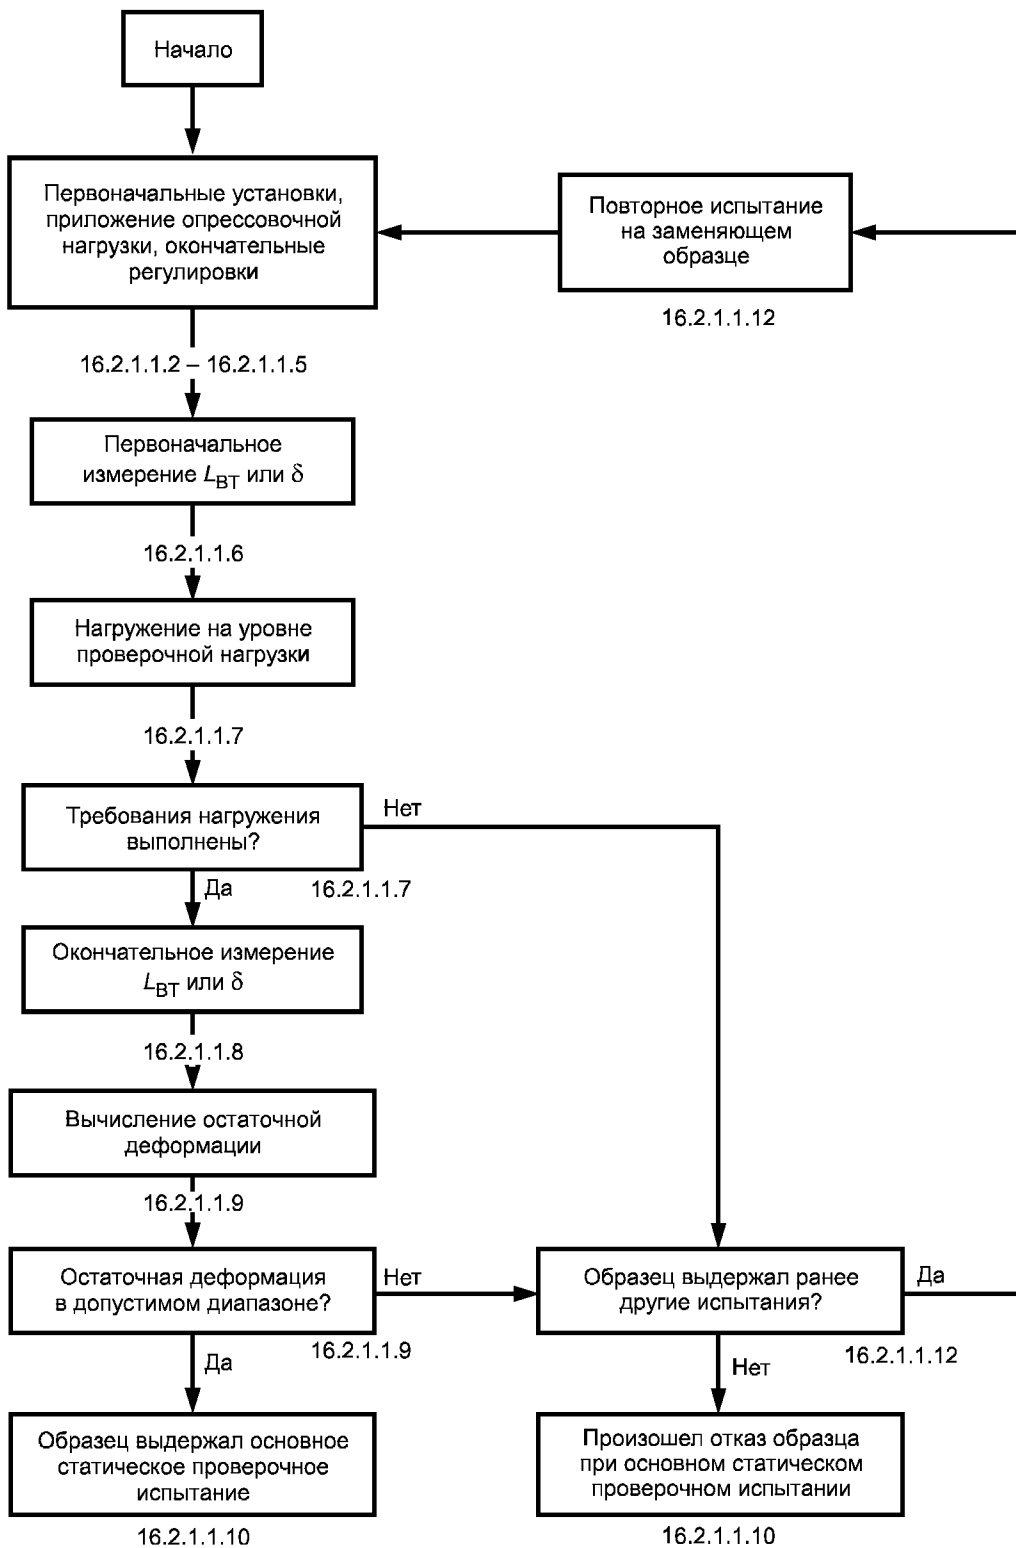 Начало
Первоначальные установки,
приложение опрессовочной
нагрузки, окончательные
регулировки
Повторное испытание
на заменяющем
образце
16.2.1.1.12
16.2.1.1.2 – 16.2.1.1.5
Первоначальное
измерение LВТ или δ
16.2.1.1.6
Нагружение на уровне
проверочной нагрузки
16.2.1.1.7
Требования нагружения
выполнены?
Нет
Да
16.2.1.1.7
Окончательное измерение
LВТ или δ
16.2.1.1.8
Вычисление остаточной
деформации
16.2.1.1.9
Остаточная деформация
в допустимом диапазоне?
Нет
Образец выдержал ранее
другие испытания?
Да
16.2.1.1.9
Да
16.2.1.1.12
Нет
Образец выдержал основное
статическое проверочное
испытание
16.2.1.1.10
Произошел отказ образца
при основном статическом
проверочном испытании
16.2.1.1.10